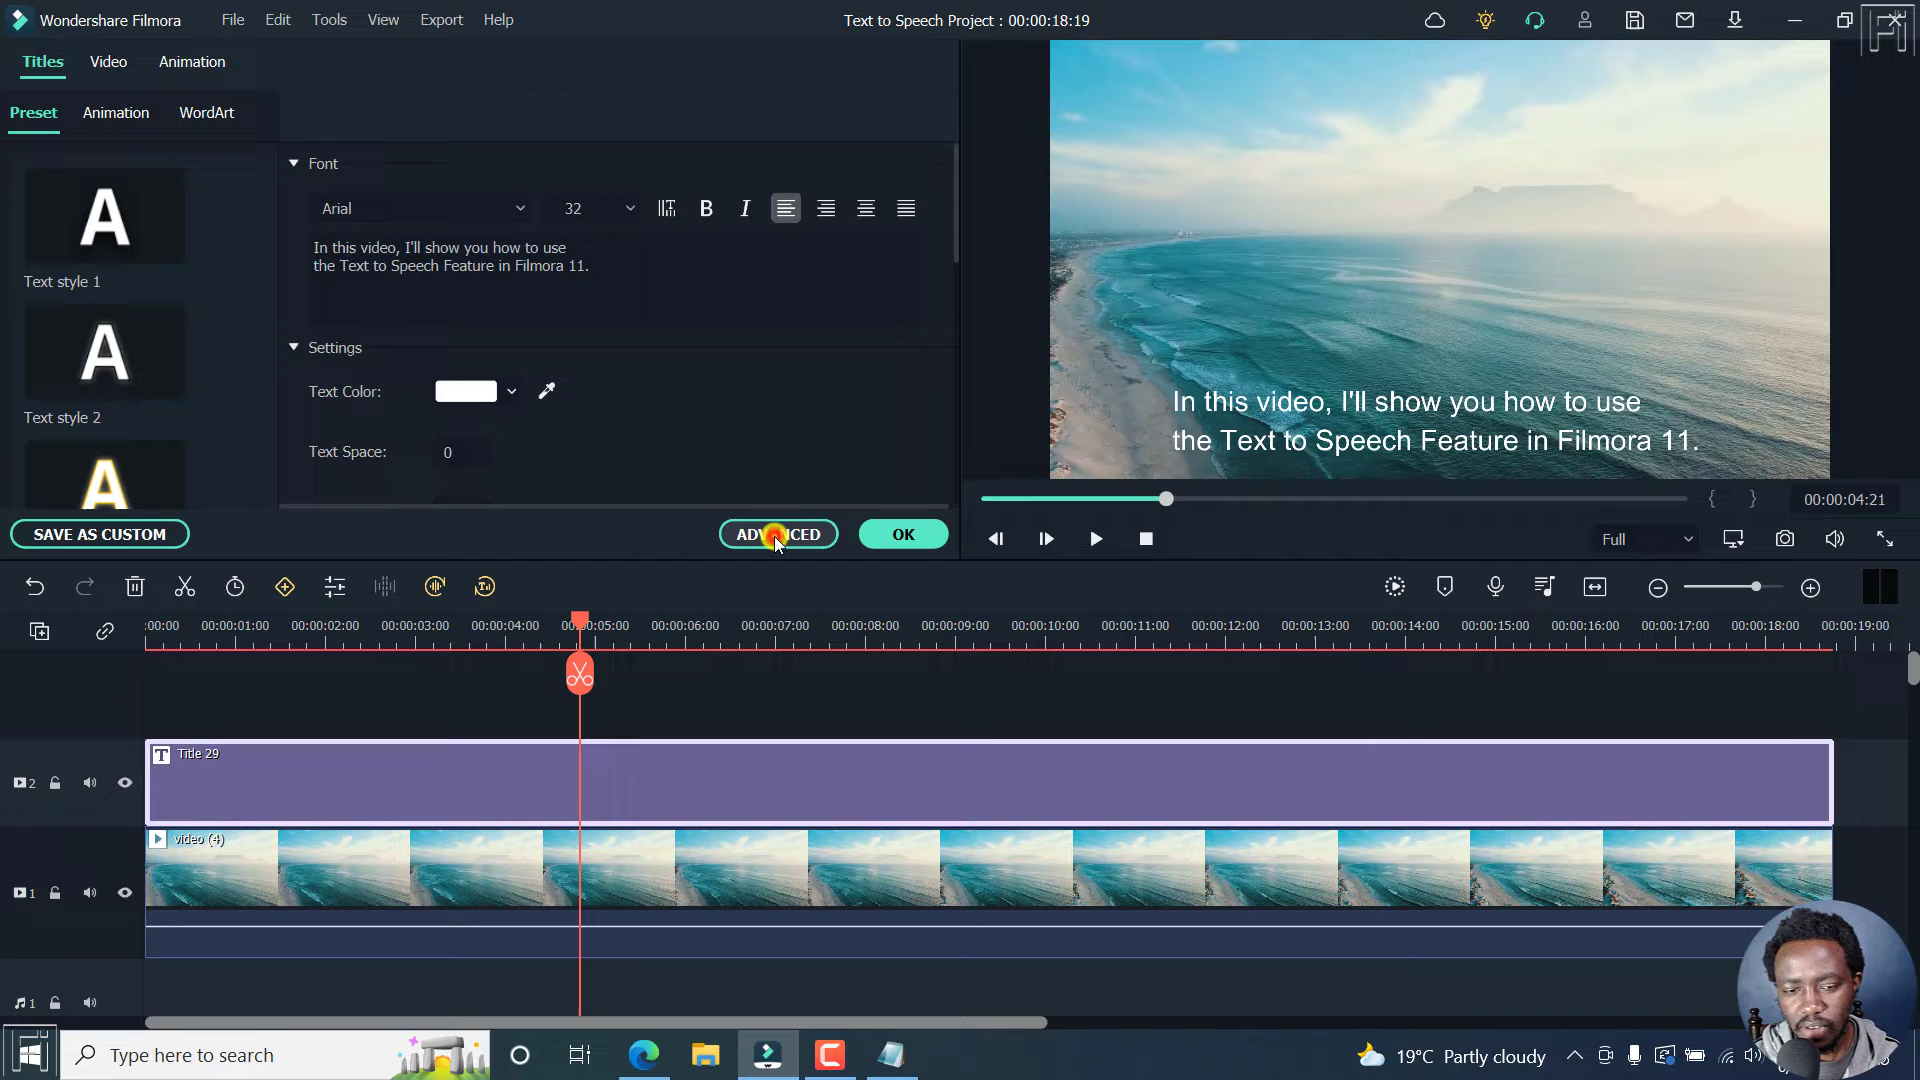 Wondershare Filmora
File Edit Tools View Export Help
Text to Speech Project : 00:00:18:19
Titles Video Animation
Preset Animation WordArt
Font
Arial 32
In this video, I'll show you how to use
the Text to Speech Feature in Filmora 11.
A
Text style 1
A
Text style 2
A
Settings
Text Color:
Text Space: 0
SAVE AS CUSTOM
OK
In this video, I'll show you how to use
the Text to Speech Feature in Filmora 11.
00:00:04:21
Full
:00:00 00:00:01:00 00:00:02:00 00:00:03:00 00:00:04:00 00:00:06:00 00:00:07:00 00:00:08:00 00:00:09:00 00:00:10:00 00:00:11:00 00:00:12:00 00:00:13:00 00:00:14:00 00:00:15:00 00:00:16:00 00:00:17:00 00:00:18:00 00:00:19:00
T Title 29
2
video (4)
1
1
Type here to search
19°C Partly cloudy